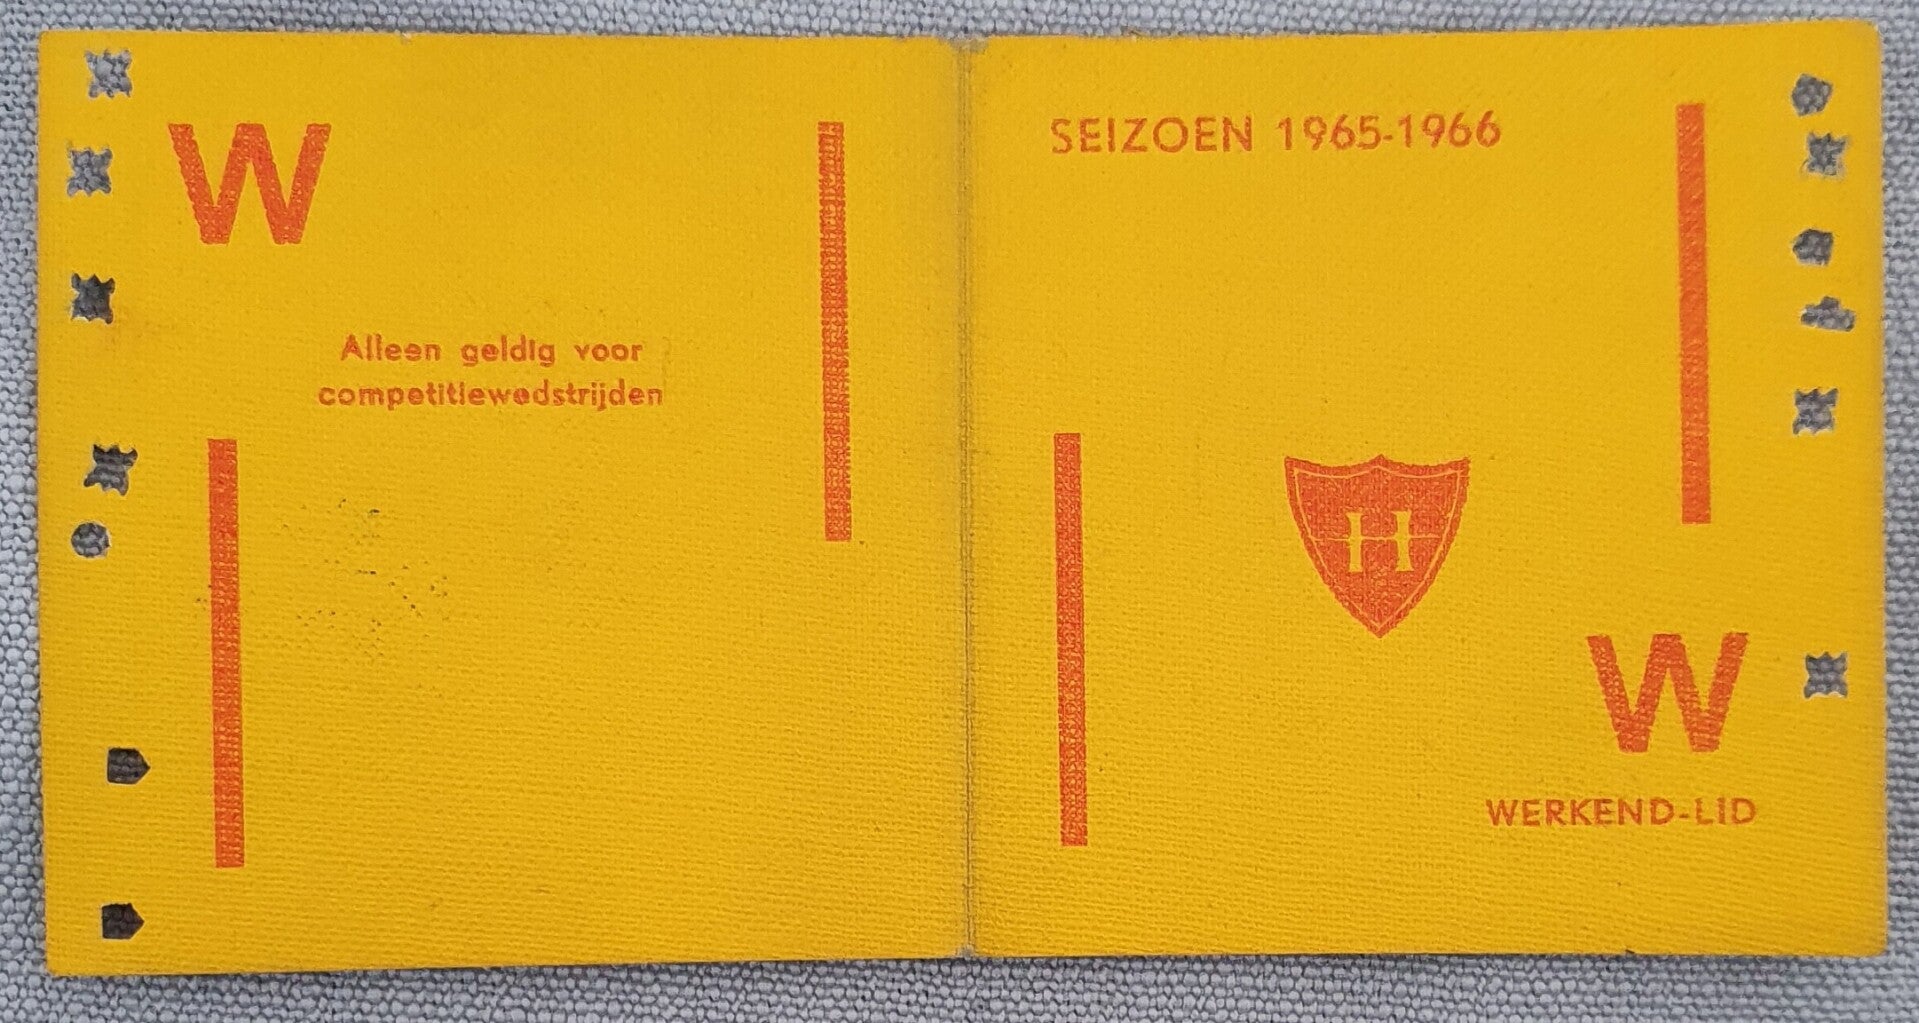 W
Alleen geldig voor
competitiewedstrijden
SEIZOEN 1965-1966
H
W
WERKEND-LID